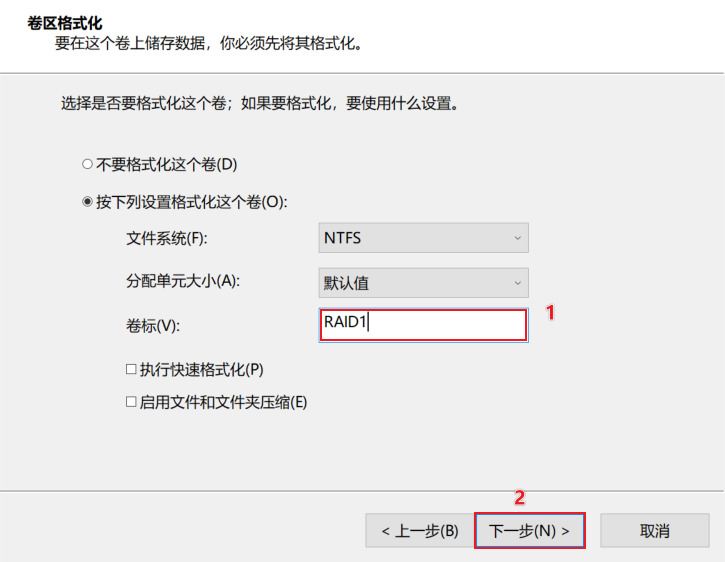 卷区格式化
要在这个卷上储存数据，你必须先将其格式化。
选择是否要格式化这个卷；如果要格式化，要使用什么设置。
不要格式化这个卷(D)
按下列设置格式化这个卷(O):
文件系统(F): NTFS
分配单元大小(A): 默认值
卷标(V): RAID1 1
执行快速格式化(P)
启用文件和文件夹压缩(E)
2
< 上一步(B) 下一步(N) > 取消